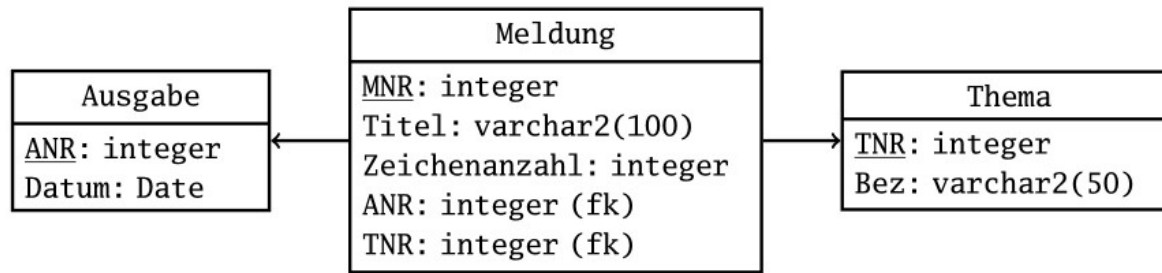 Ausgabe
ANR: integer
Datum: Date
Meldung
MNR: integer
Titel: varchar2(100)
Zeichenanzahl: integer
ANR: integer (fk)
TNR: integer (fk)
Thema
TNR: integer
Bez: varchar2(50)